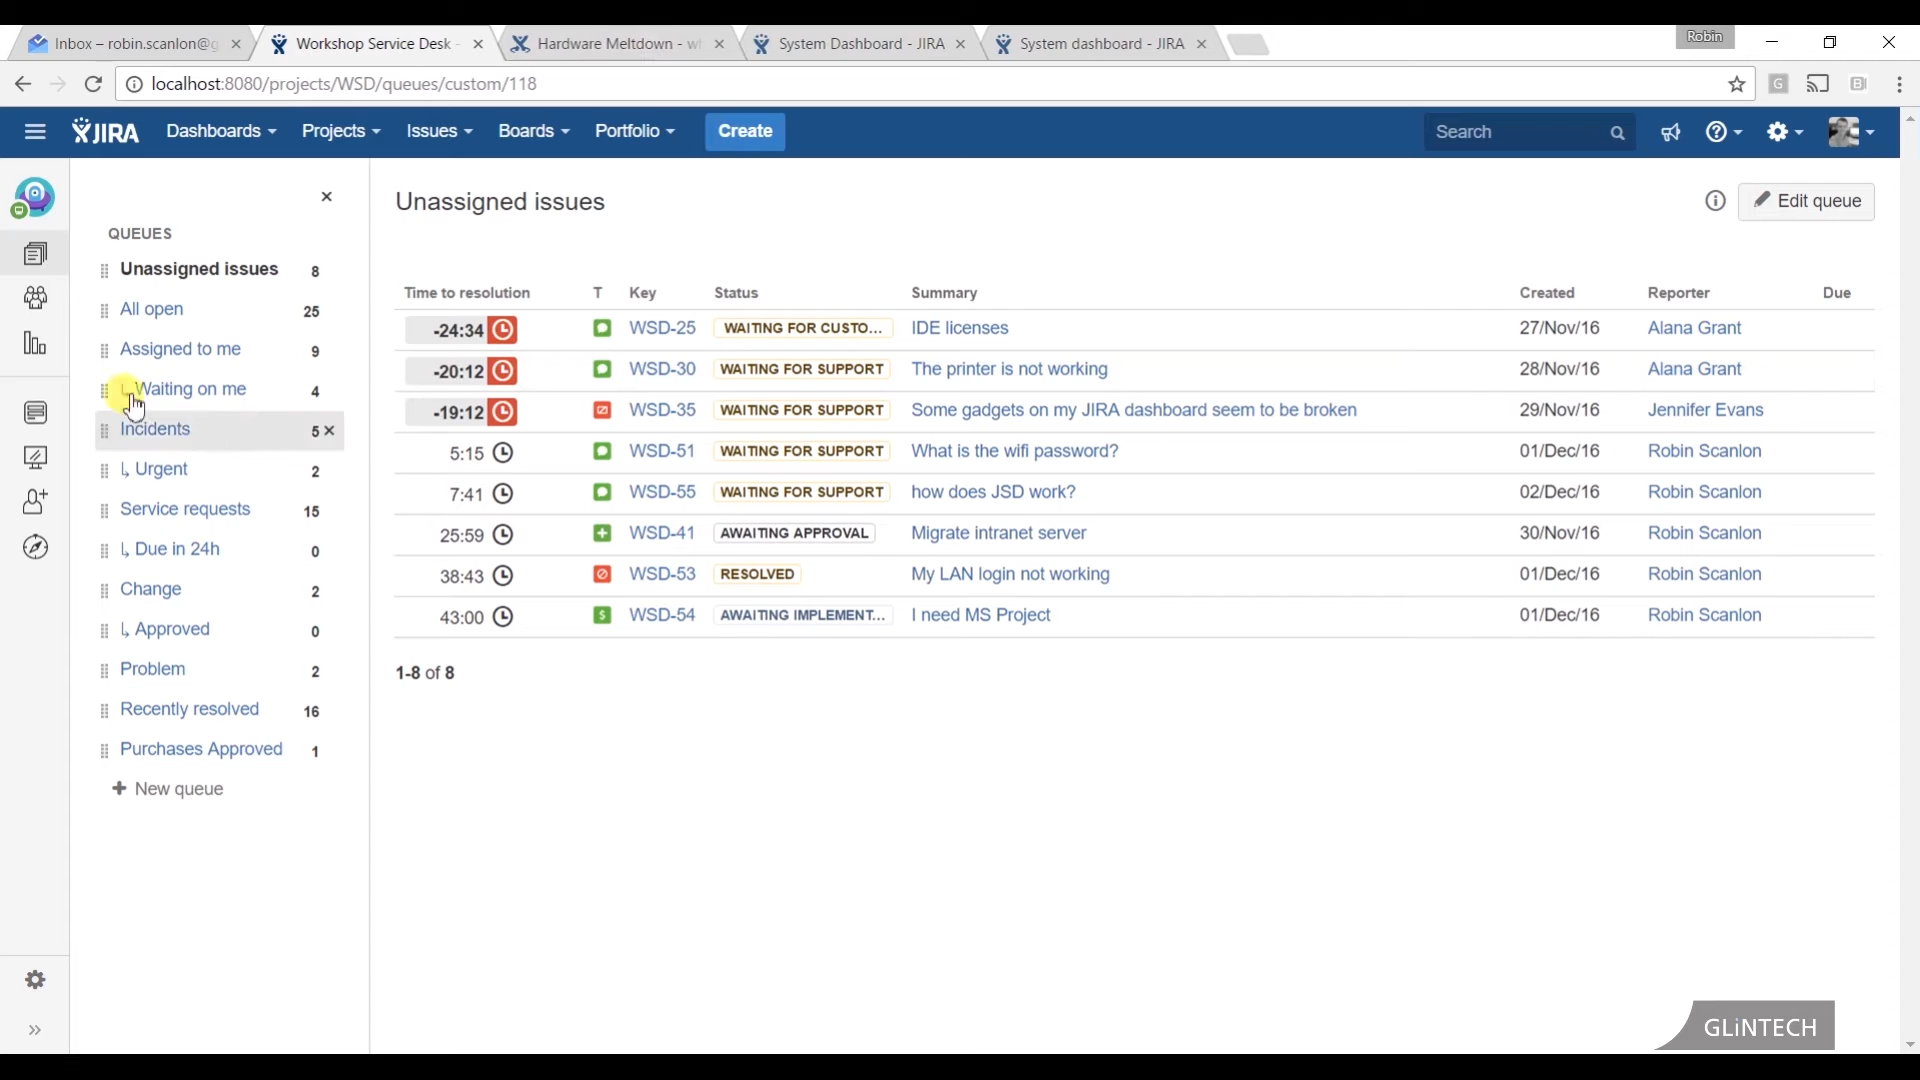 Robin
Inbox – robin.scanlon@g
Workshop Service Desk -
Hardware Meltdown - wh
System Dashboard - JIRA
System dashboard - JIRA
localhost:8080/projects/WSD/queues/custom/118
JIRA Dashboards Projects Issues Boards Portfolio Create Search
Unassigned issues
Edit queue
QUEUES
Unassigned issues 8
All open 25
Assigned to me 9
Waiting on me 4
Incidents 5
Urgent 2
Service requests 15
Due in 24h 0
Change 2
Approved 0
Problem 2
Recently resolved 16
Purchases Approved 1
New queue
Time to resolution T Key Status Summary Created Reporter Due
-24:34 WSD-25 WAITING FOR CUSTO... IDE licenses 27/Nov/16 Alana Grant
-20:12 WSD-30 WAITING FOR SUPPORT The printer is not working 28/Nov/16 Alana Grant
-19:12 WSD-35 WAITING FOR SUPPORT Some gadgets on my JIRA dashboard seem to be broken 29/Nov/16 Jennifer Evans
5:15 WSD-51 WAITING FOR SUPPORT What is the wifi password? 01/Dec/16 Robin Scanlon
7:41 WSD-55 WAITING FOR SUPPORT how does JSD work? 02/Dec/16 Robin Scanlon
25:59 WSD-41 AWAITING APPROVAL Migrate intranet server 30/Nov/16 Robin Scanlon
38:43 WSD-53 RESOLVED My LAN login not working 01/Dec/16 Robin Scanlon
43:00 WSD-54 AWAITING IMPLEMENT... I need MS Project 01/Dec/16 Robin Scanlon
1-8 of 8
GLiNTECH